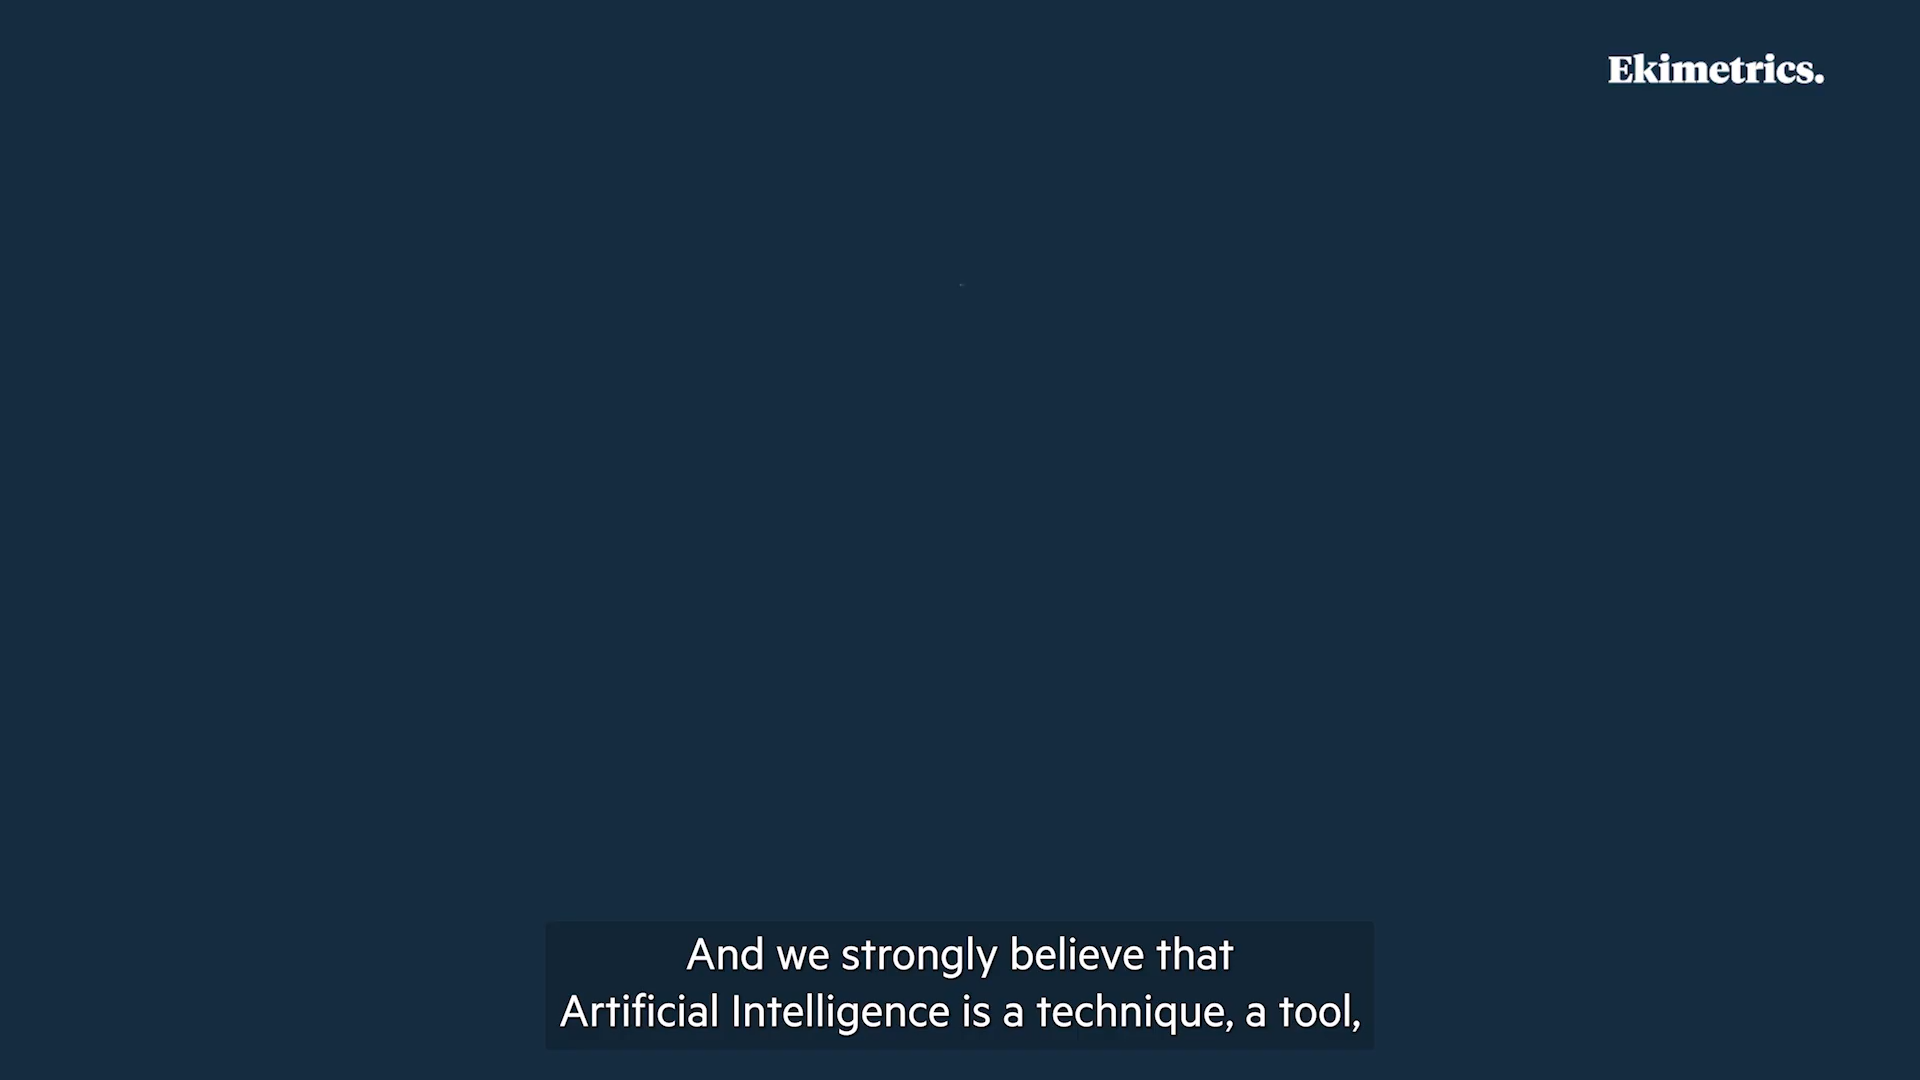 Ekimetrics.
And we strongly believe that
Artificial Intelligence is a technique, a tool,